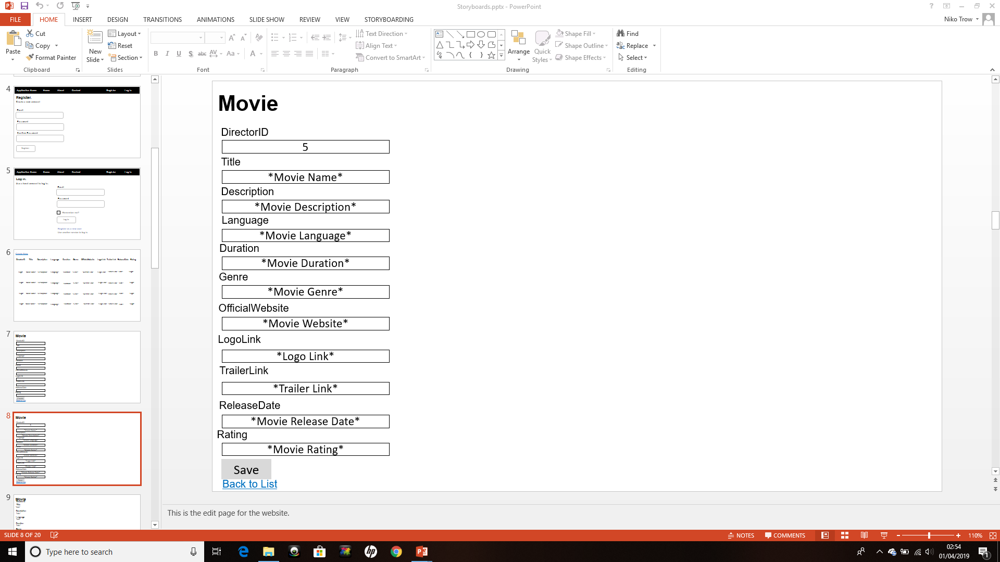 Storyboards.pptx - PowerPoint
FILE HOME INSERT DESIGN TRANSITIONS ANIMATIONS SLIDE SHOW REVIEW VIEW STORYBOARDING
Niko Trow
Paste
Cut
Copy
Format Painter
Clipboard
New
Slide
Layout
Reset
Section
Slides
Font
Text Direction
Align Text
Convert to SmartArt
Paragraph
Arrange
Quick
Styles
Shape Fill
Shape Outline
Shape Effects
Drawing
Find
Replace
Select
Editing
4
Register.
5
Log in.
6
7
Movie
8
Movie
9
Movie
Movie
DirectorID
5
Title
*Movie Name*
Description
*Movie Description*
Language
*Movie Language*
Duration
*Movie Duration*
Genre
*Movie Genre*
OfficialWebsite
*Movie Website*
LogoLink
*Logo Link*
TrailerLink
*Trailer Link*
ReleaseDate
*Movie Release Date*
Rating
*Movie Rating*
Save
Back to List
This is the edit page for the website.
SLIDE 8 OF 20
NOTES
COMMENTS
110%
Type here to search
02:54
01/04/2019